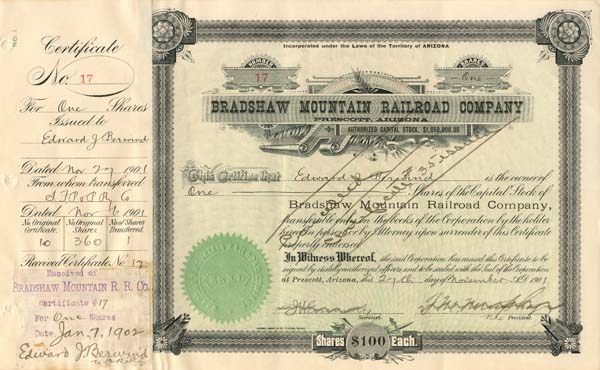 Certificate
No. 17
For One Shares
Issued to
Edward J Berwind
Dated Nov 27 1901
From whom transferred
S F P & P R Co
Dated Nov 16 1901
No Original Certificate
No Original Shares
New Share Transferred
10
360
1
Received Certificate No 17
Received of
BRADSHAW MOUNTAIN R. R. Co.
Certificate #17
For One Shares
Date Jan. 7, 1902
Edward J. Berwind
Incorporated under the Laws of the Territory of ARIZONA
NUMBER
17
SHARES
One
BRADSHAW MOUNTAIN RAILROAD COMPANY
PRESCOTT, ARIZONA
AUTHORIZED CAPITAL STOCK, $1,050,000.00
This Certifies that Edward J Berwind is the owner of
One Shares of the Capital Stock of
Bradshaw Mountain Railroad Company,
transferable only on the books of the Corporation by the holder
hereof in person or by Attorney upon surrender of this Certificate
properly endorsed.
In Witness Whereof, the said Corporation has caused this Certificate to be
signed by its duly authorized officers and to be sealed with the Seal of the Corporation
at Prescott, Arizona, this 27th day of November A.D. 1901
Secretary.
President
Shares $100 Each.